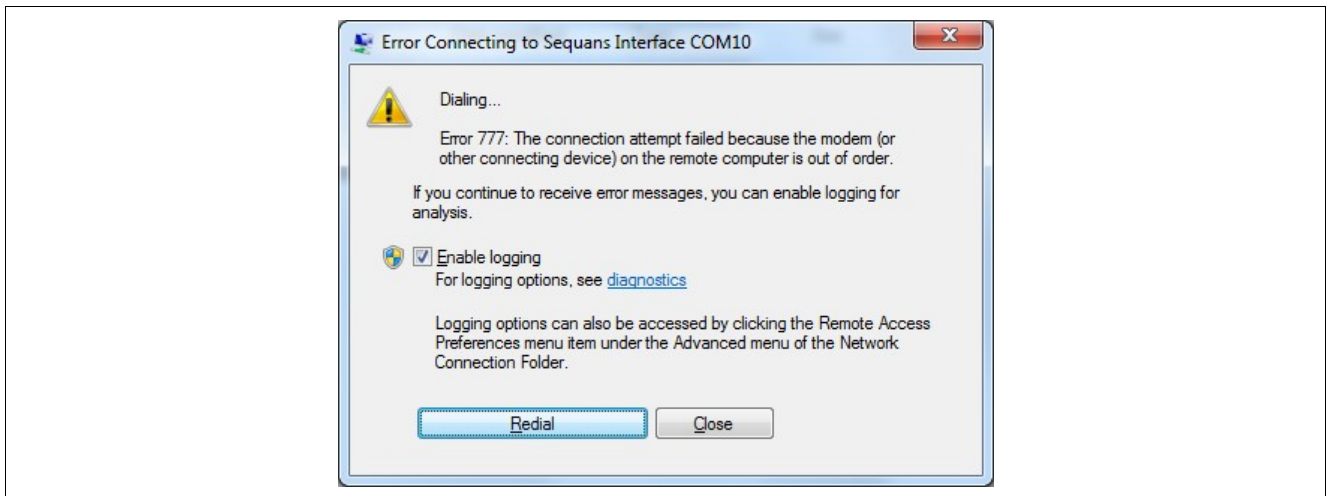 Error Connecting to Sequans Interface COM10
Dialing...
Error 777: The connection attempt failed because the modem (or
other connecting device) on the remote computer is out of order.
If you continue to receive error messages, you can enable logging for
analysis.
Enable logging
For logging options, see diagnostics
Logging options can also be accessed by clicking the Remote Access
Preferences menu item under the Advanced menu of the Network
Connection Folder.
Redial Close